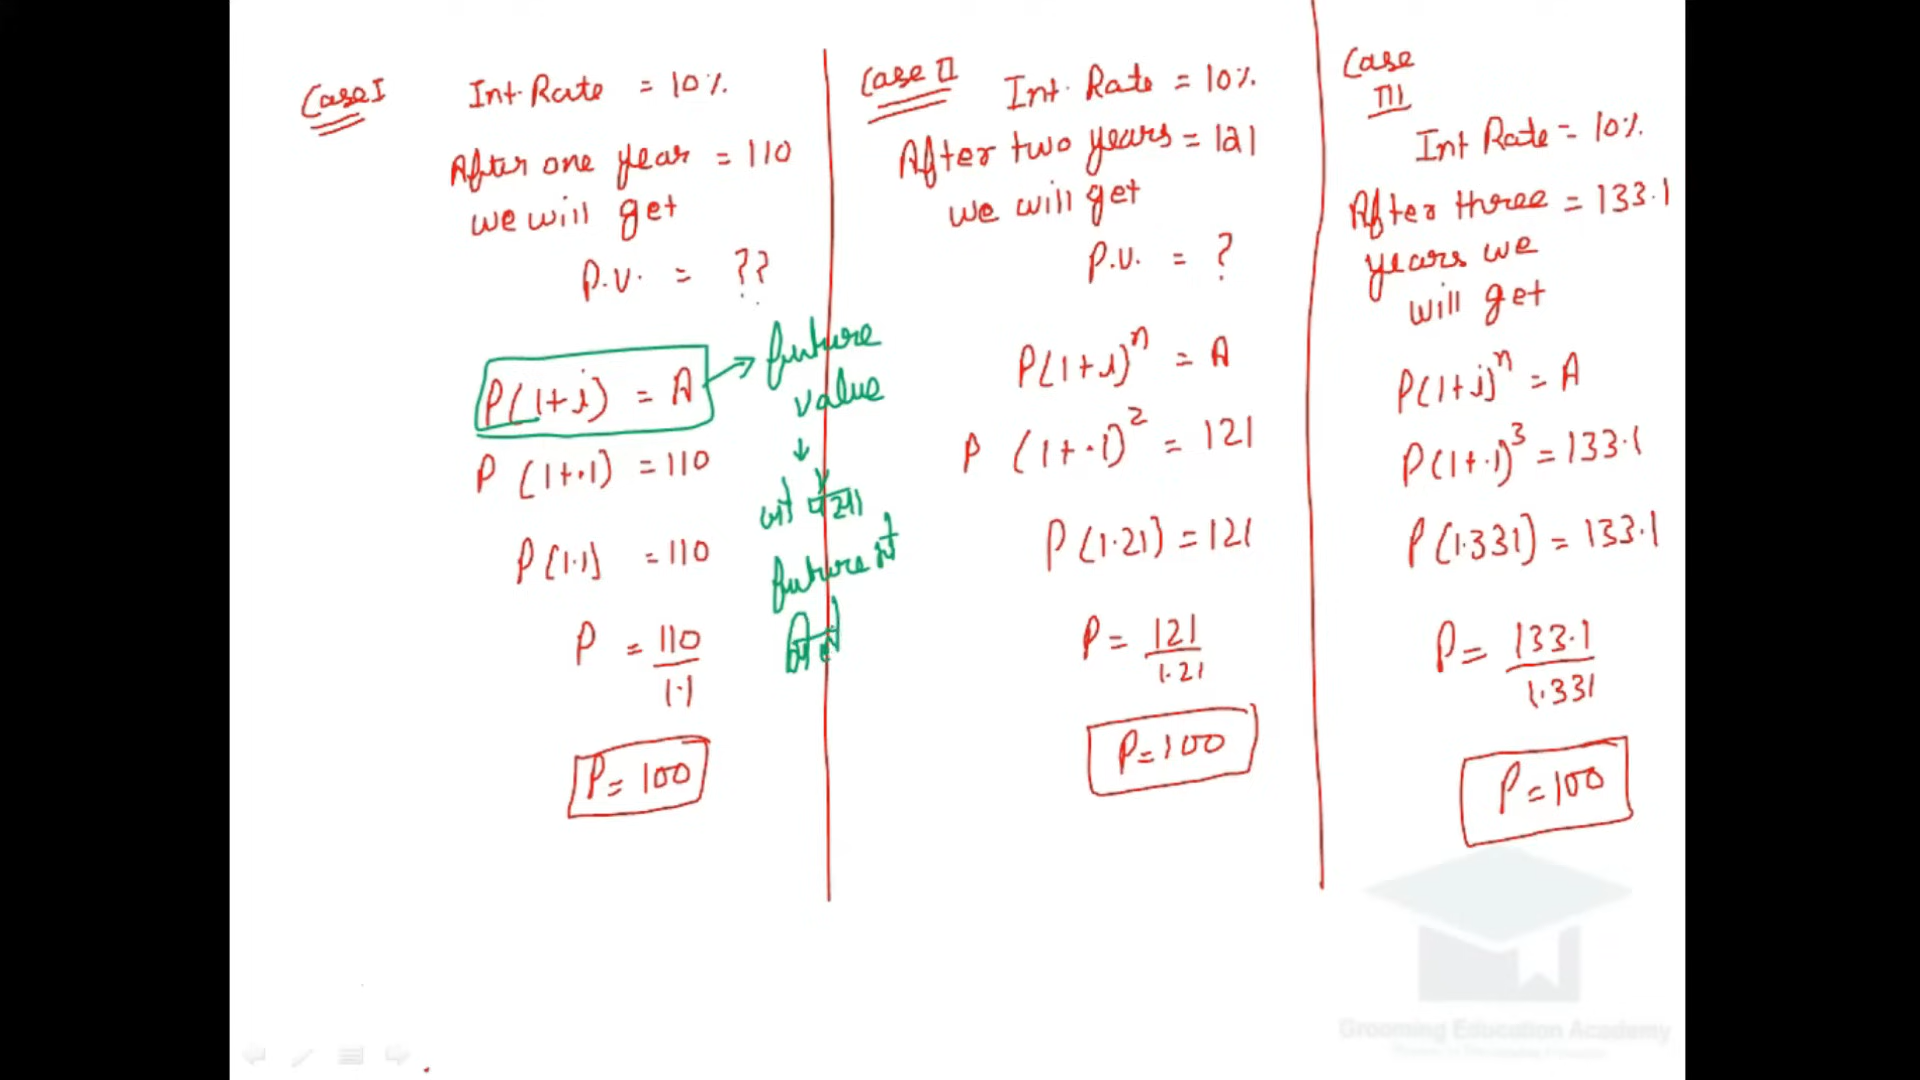 Case I
Int. Rate = 10%
After one year = 110
we will get
P.V. = ??
P(1+i) = A
P (1+.1) = 110
P(1.1) = 110
P = 110
1.1
P = 100
future
value
future में
Case II
Int. Rate = 10%
After two years = 121
we will get
P.V. = ?
P(1+i)^n = A
P (1+.1)^2 = 121
P(1.21) = 121
P = 121
1.21
P = 100
Case
III
Int Rate = 10%
After three = 133.1
years we
will get
P(1+i)^n = A
P(1+.1)^3 = 133.1
P(1.331) = 133.1
P = 133.1
1.331
P = 100
Grooming Education Academy